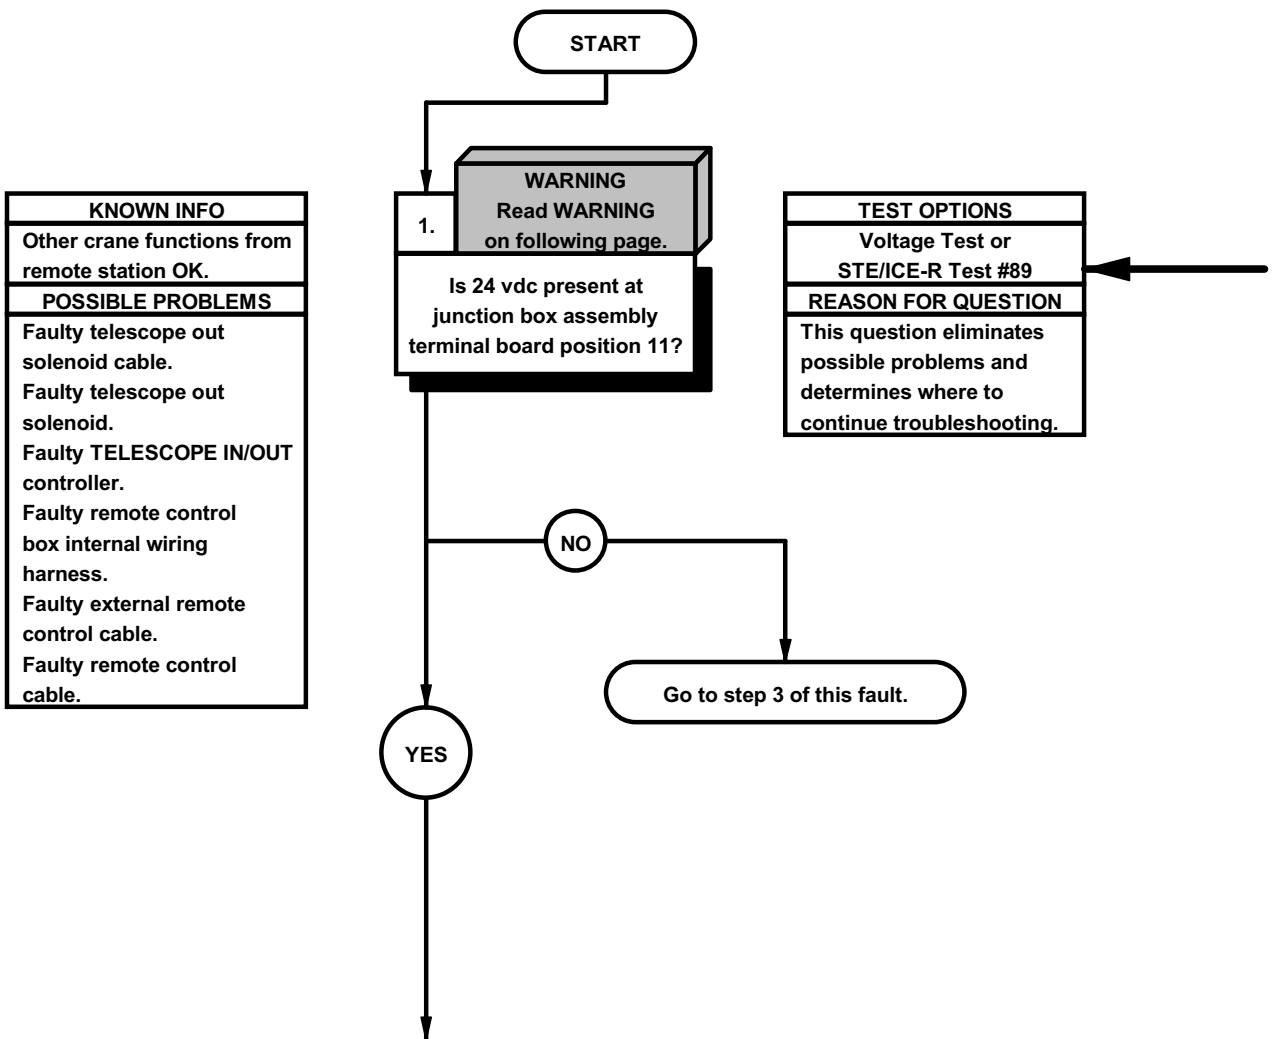 START
KNOWN INFO
Other crane functions from
remote station OK.
POSSIBLE PROBLEMS
Faulty telescope out
solenoid cable.
Faulty telescope out
solenoid.
Faulty TELESCOPE IN/OUT
controller.
Faulty remote control
box internal wiring
harness.
Faulty external remote
control cable.
Faulty remote control
cable.
1.
WARNING
Read WARNING
on following page.
Is 24 vdc present at
junction box assembly
terminal board position 11?
TEST OPTIONS
Voltage Test or
STE/ICE-R Test #89
REASON FOR QUESTION
This question eliminates
possible problems and
determines where to
continue troubleshooting.
NO
Go to step 3 of this fault.
YES